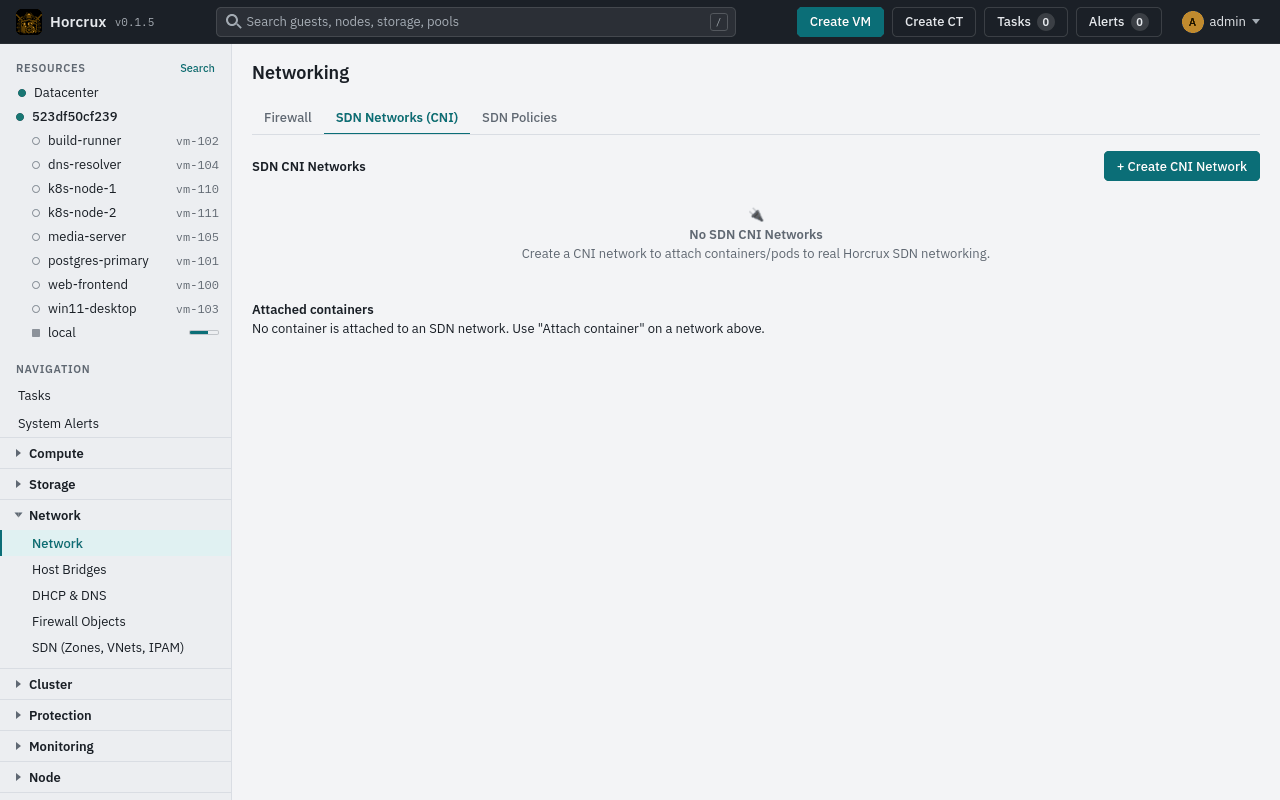 Horcrux v0.1.5
Search guests, nodes, storage, pools /
Create VM
Create CT
Tasks 0
Alerts 0
A admin
RESOURCES Search
Datacenter
523df50cf239
build-runner vm-102
dns-resolver vm-104
k8s-node-1 vm-110
k8s-node-2 vm-111
media-server vm-105
postgres-primary vm-101
web-frontend vm-100
win11-desktop vm-103
local
NAVIGATION
Tasks
System Alerts
Compute
Storage
Network
Network
Host Bridges
DHCP & DNS
Firewall Objects
SDN (Zones, VNets, IPAM)
Cluster
Protection
Monitoring
Node
Networking
Firewall SDN Networks (CNI) SDN Policies
SDN CNI Networks + Create CNI Network
No SDN CNI Networks
Create a CNI network to attach containers/pods to real Horcrux SDN networking.
Attached containers
No container is attached to an SDN network. Use "Attach container" on a network above.